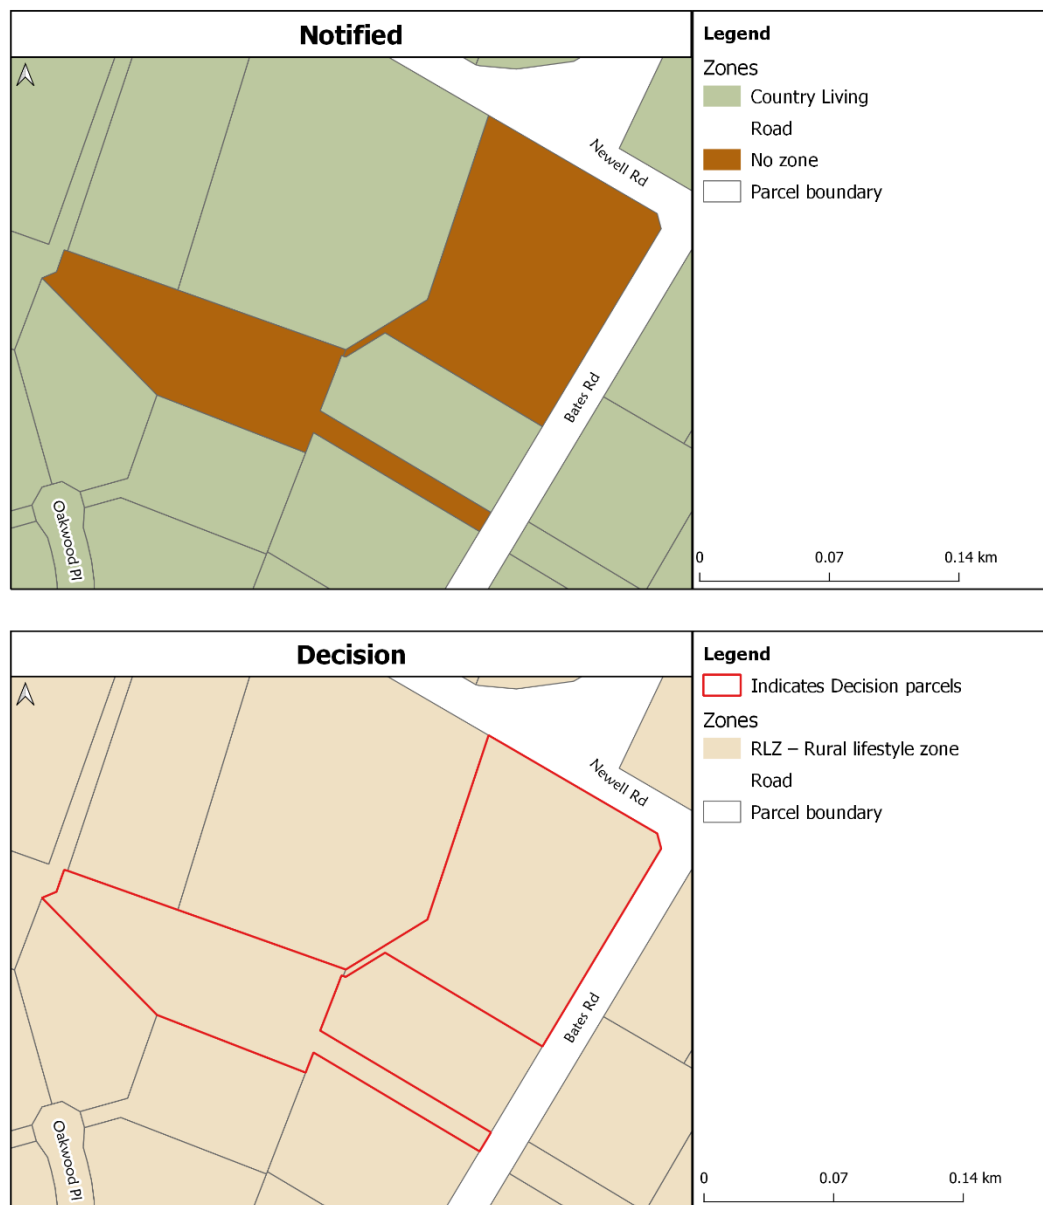 Notified
Newell Rd
Bates Rd
Oakwood Pl
Legend
Zones
Country Living
Road
No zone
Parcel boundary
0 0.07 0.14 km
Decision
Newell Rd
Bates Rd
Oakwood Pl
Legend
Indicates Decision parcels
Zones
RLZ – Rural lifestyle zone
Road
Parcel boundary
0 0.07 0.14 km